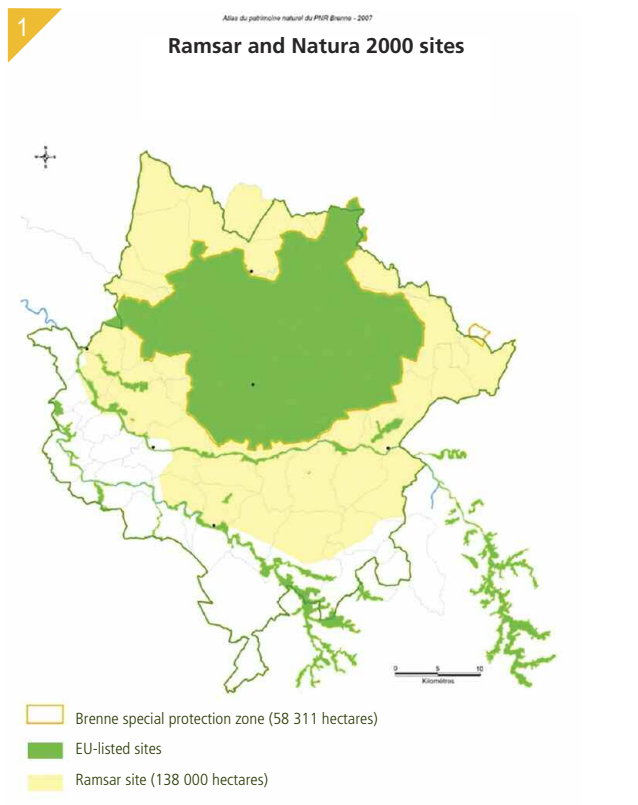 1
Atlas du patrimoine naturel du PNR Brenne - 2007
Ramsar and Natura 2000 sites
0 5 10
Kilomètres
Brenne special protection zone (58 311 hectares)
EU-listed sites
Ramsar site (138 000 hectares)